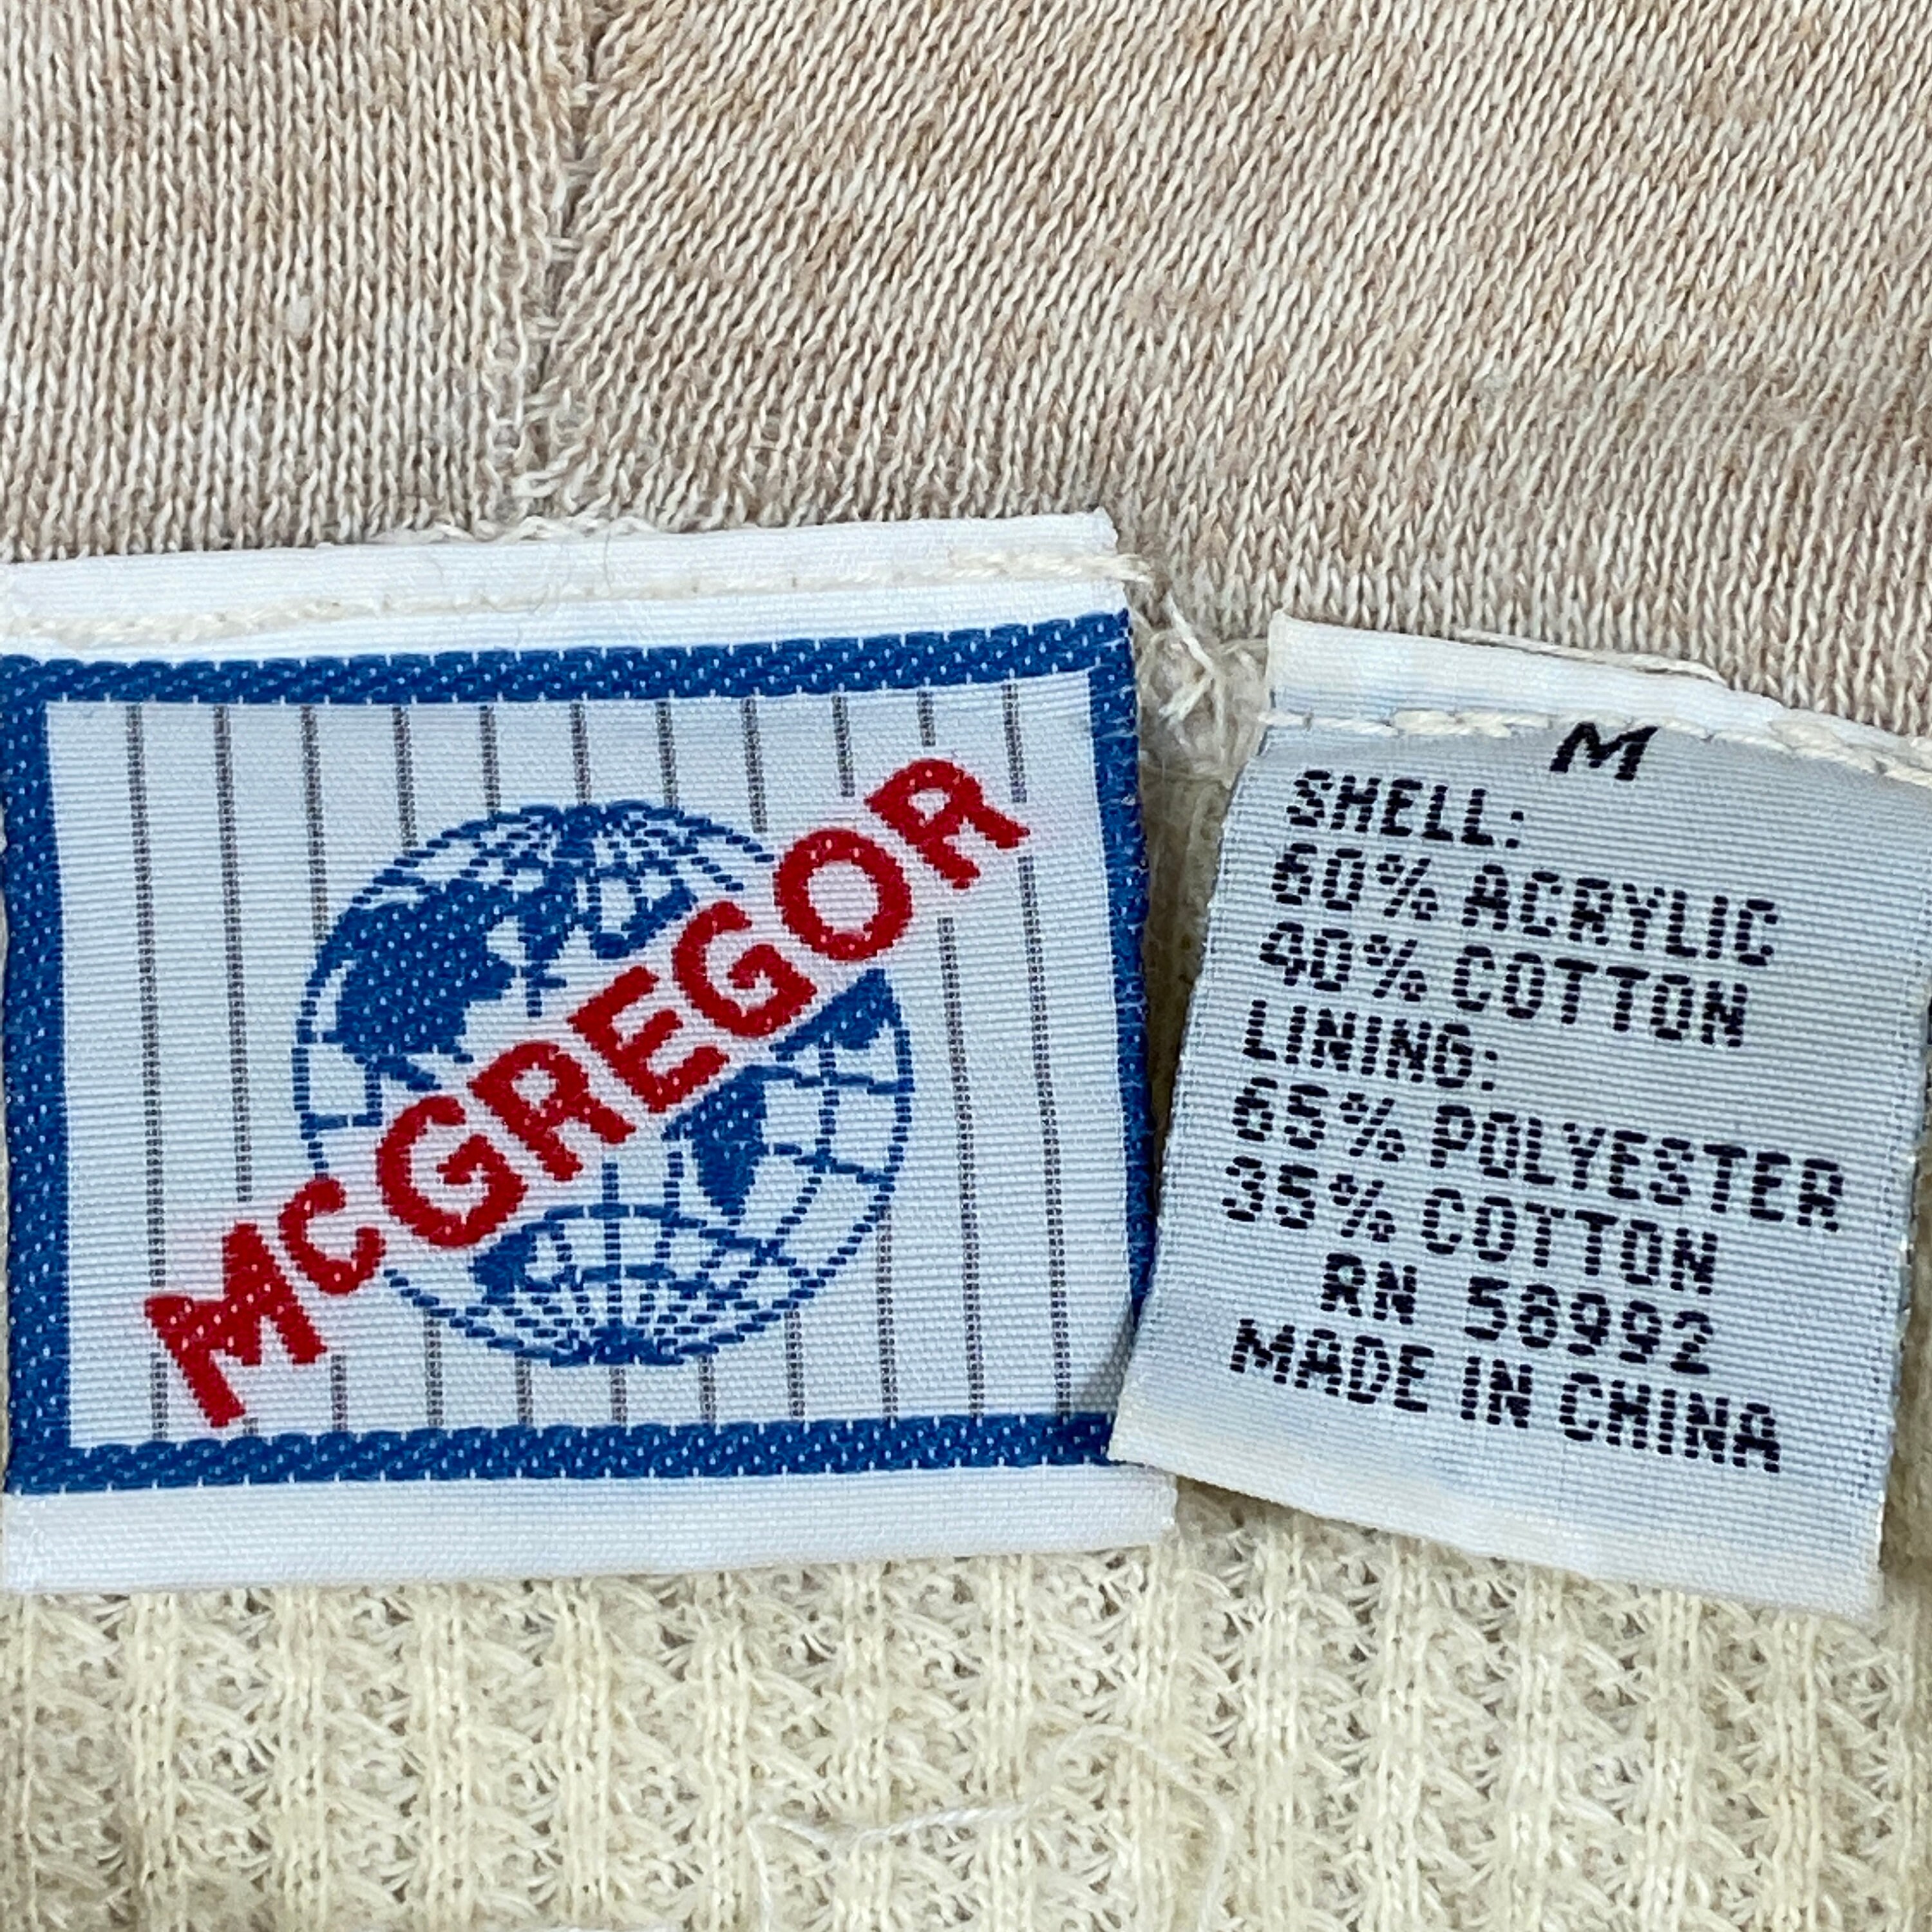 McGREGOR
M
SHELL:
60% ACRYLIC
40% COTTON
LINING:
65% POLYESTER
35% COTTON
RN 58992
MADE IN CHINA